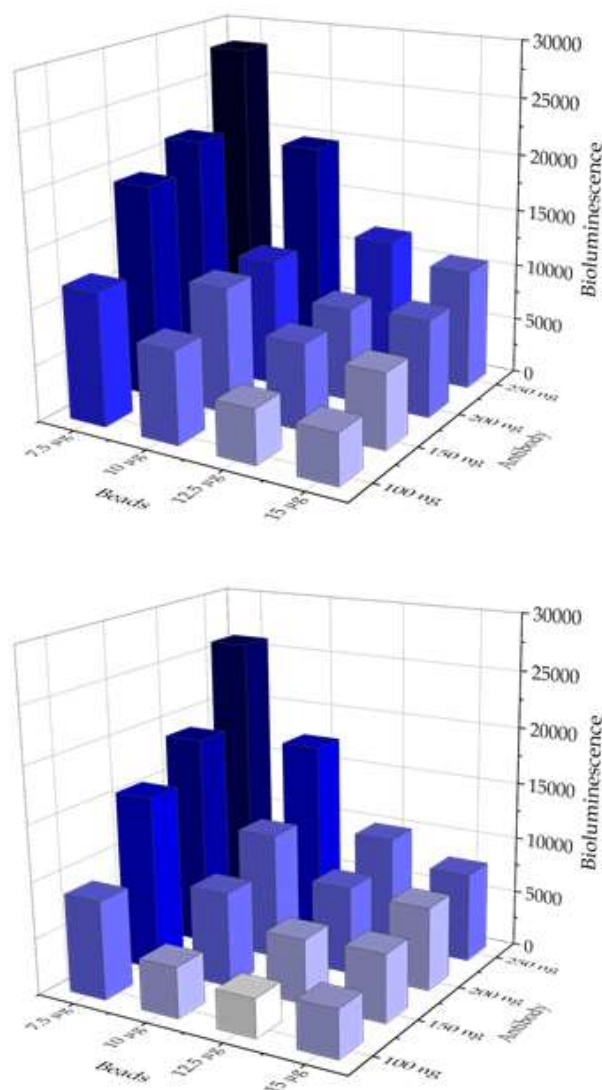 30000
25000
20000
15000
10000
5000
0
Bioluminescence
250 ng
200 ng
150 ng
100 ng
Antibody
7.5 µg
10 µg
12.5 µg
15 µg
Beads
30000
25000
20000
15000
10000
5000
0
Bioluminescence
250 ng
200 ng
150 ng
100 ng
Antibody
7.5 µg
10 µg
12.5 µg
15 µg
Beads